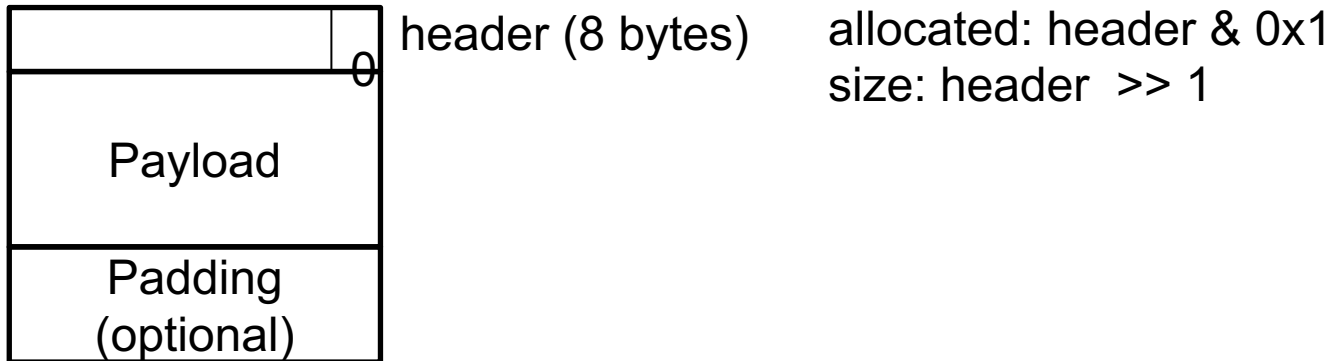 header (8 bytes)
allocated: header & 0x1
size: header >> 1
0
Payload
Padding
(optional)